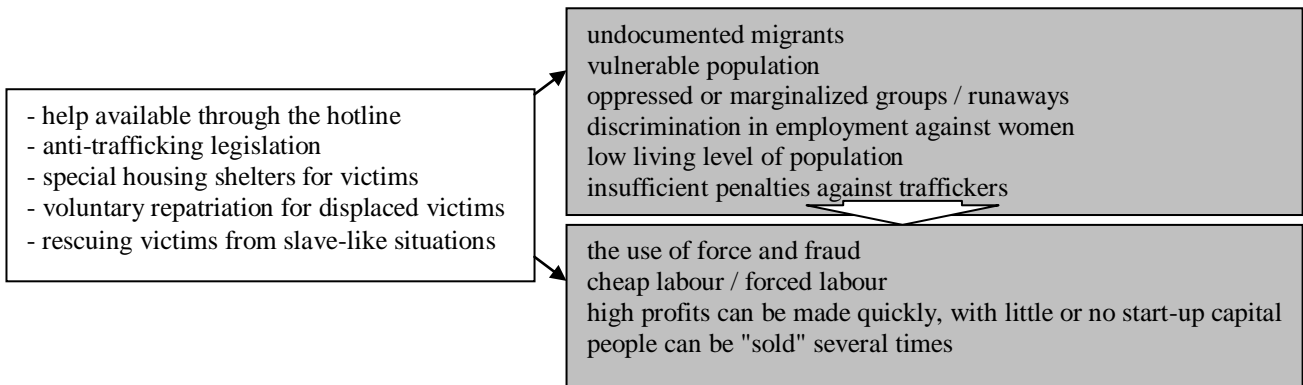 - help available through the hotline
- anti-trafficking legislation
- special housing shelters for victims
- voluntary repatriation for displaced victims
- rescuing victims from slave-like situations
undocumented migrants
vulnerable population
oppressed or marginalized groups / runaways
discrimination in employment against women
low living level of population
insufficient penalties against traffickers
the use of force and fraud
cheap labour / forced labour
high profits can be made quickly, with little or no start-up capital
people can be "sold" several times